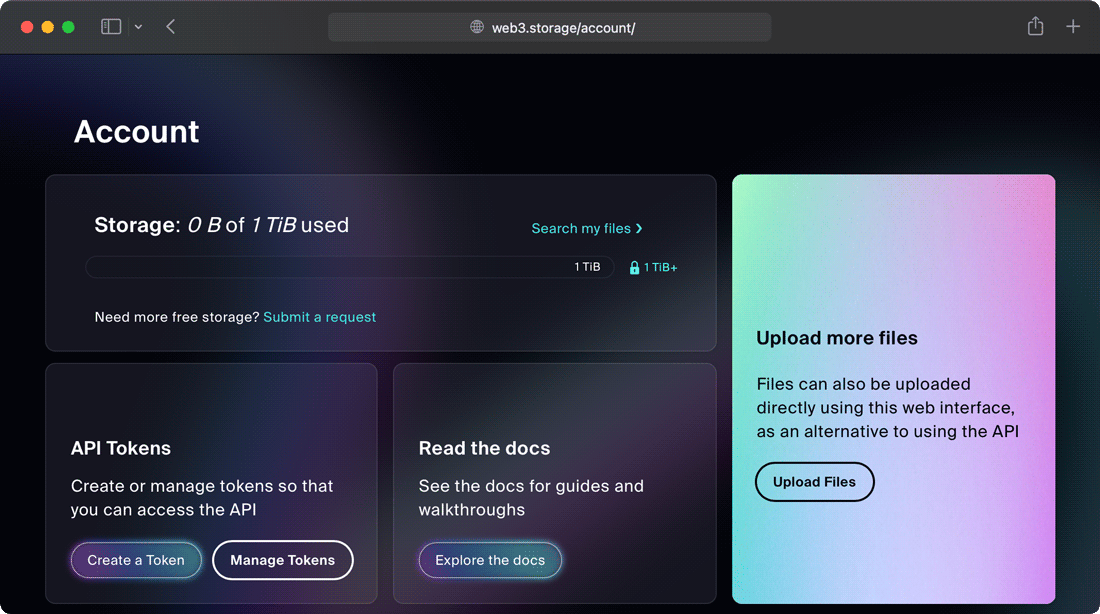 web3.storage/account/
Account
Storage: 0 B of 1 TiB used
Search my files ❯
1 TiB
1 TiB+
Need more free storage? Submit a request
API Tokens
Create or manage tokens so that
you can access the API
Create a Token
Manage Tokens
Read the docs
See the docs for guides and
walkthroughs
Explore the docs
Upload more files
Files can also be uploaded
directly using this web interface,
as an alternative to using the API
Upload Files